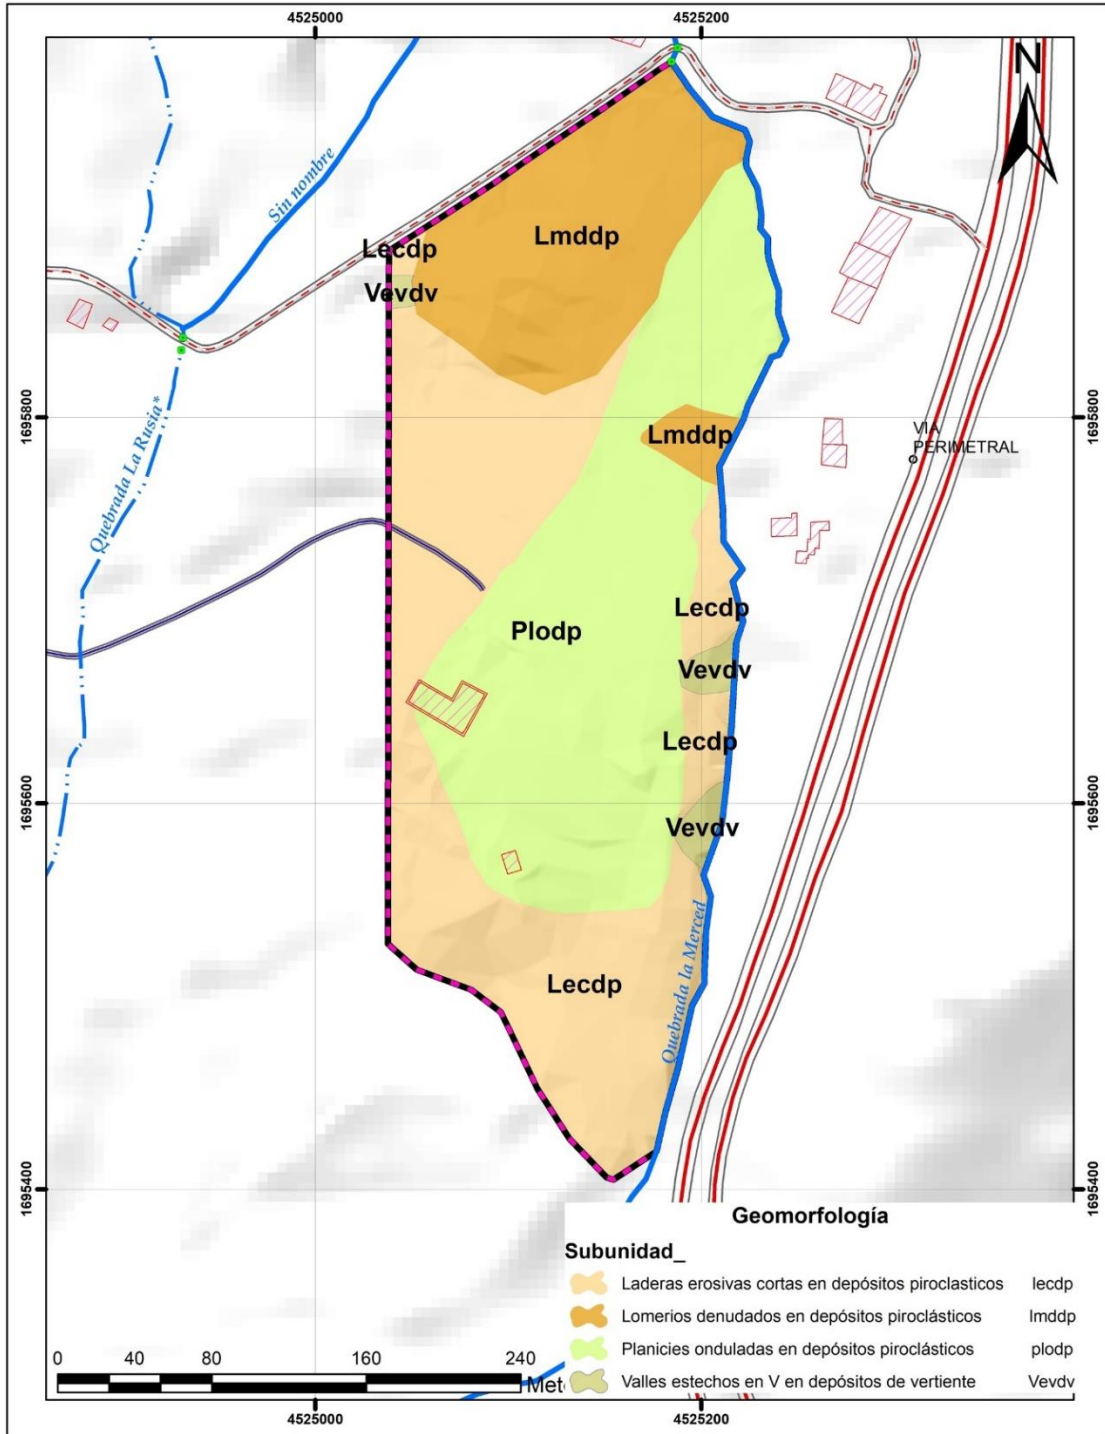 4525000
4525200
N
Sin nombre
Lmddp
Lecdp
Vevdv
1695800
1695800
Lmddp
VIA
PERIMETRAL
Quebrada La Rusia*
Lecdp
Plodp
Vevdv
Lecdp
1695600
1695600
Vevdv
Quebrada la Merced
Lecdp
1695400
1695400
Geomorfología
Subunidad_
Laderas erosivas cortas en depósitos piroclasticos lecdp
Lomerios denudados en depósitos piroclásticos lmddp
Planicies onduladas en depósitos piroclásticos plodp
Valles estechos en V en depósitos de vertiente Vevdv
0 40 80 160 240
Met
4525000
4525200